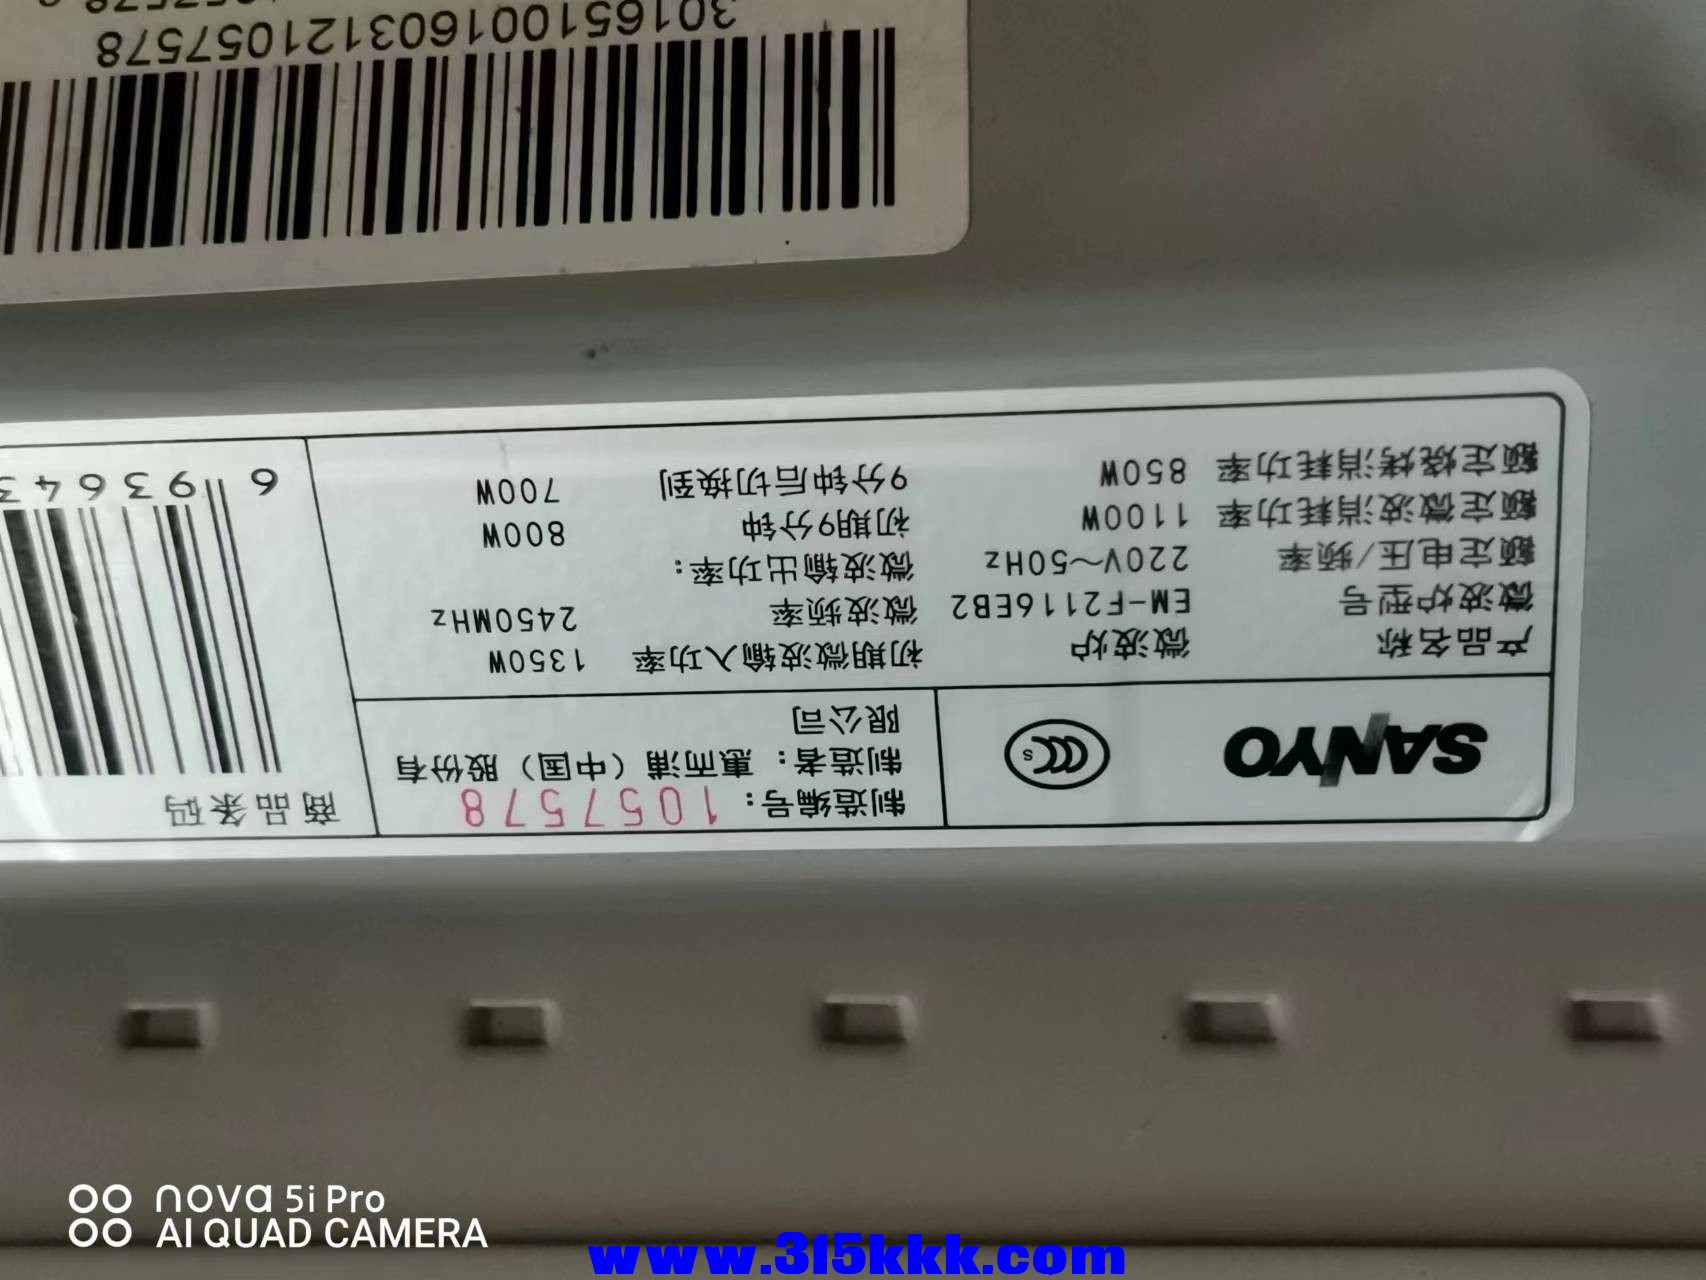 SANYO
CCC S
制造编号：1057578
制造者：惠而浦（中国）股份有
限公司
商品条码
产品名称 微波炉
微波炉型号 EM-F2116EB2
额定电压/频率 220V～50Hz
额定微波消耗功率 1100W
额定烧烤消耗功率 850W
初期微波输入功率 1350W
微波频率 2450MHz
微波输出功率：
初期9分钟 800W
9分钟后切换到 700W
6 93643
301651001603121057578
nova 5i Pro
AI QUAD CAMERA
www.315kkk.com